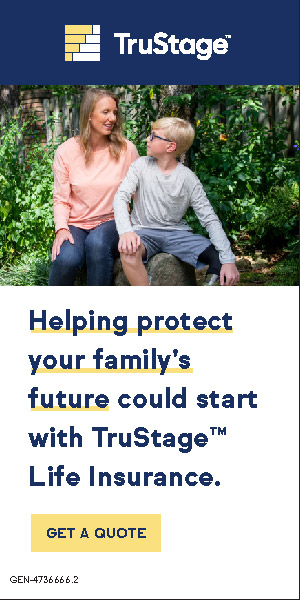 TruStage™
Helping protect
your family's
future could start
with TruStage™
Life Insurance.
GET A QUOTE
GEN-4736666.2